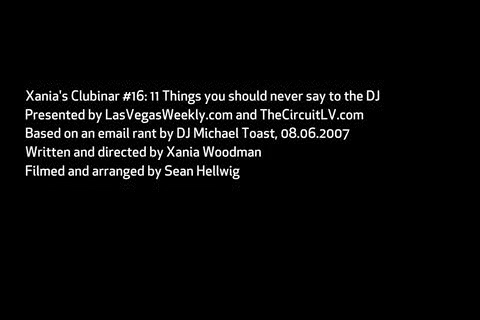 Xania's Clubinar #16: 11 Things you should never say to the DJ
Presented by LasVegasWeekly.com and TheCircuitLV.com
Based on an email rant by DJ Michael Toast, 08.06.2007
Written and directed by Xania Woodman
Filmed and arranged by Sean Hellwig